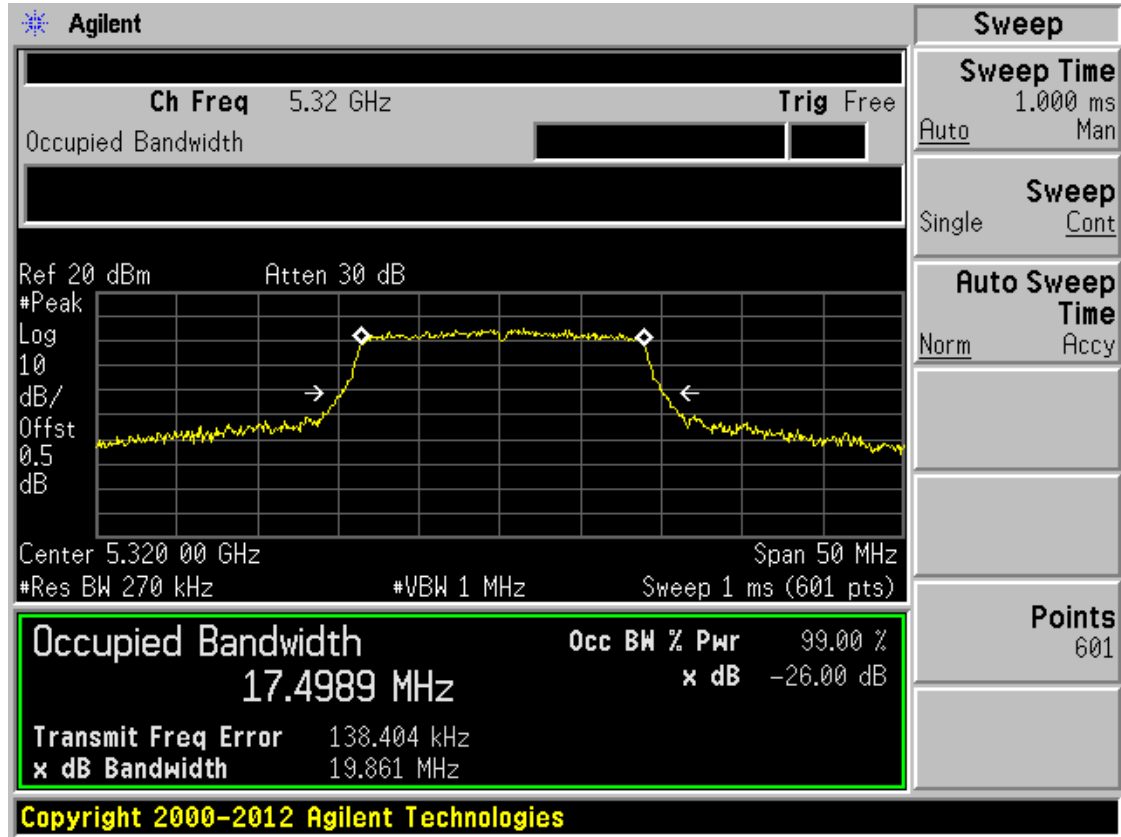 Agilent
Sweep
Ch Freq 5.32 GHz Trig Free
Occupied Bandwidth
Sweep Time
1.000 ms
Auto Man
Sweep
Single Cont
Auto Sweep
Time
Norm Accy
Points
601
Ref 20 dBm Atten 30 dB
#Peak
Log
10
dB/
Offst
0.5
dB
Center 5.320 00 GHz Span 50 MHz
#Res BW 270 kHz #VBW 1 MHz Sweep 1 ms (601 pts)
Occupied Bandwidth
17.4989 MHz
Occ BW % Pwr 99.00 %
x dB -26.00 dB
Transmit Freq Error 138.404 kHz
x dB Bandwidth 19.861 MHz
Copyright 2000-2012 Agilent Technologies